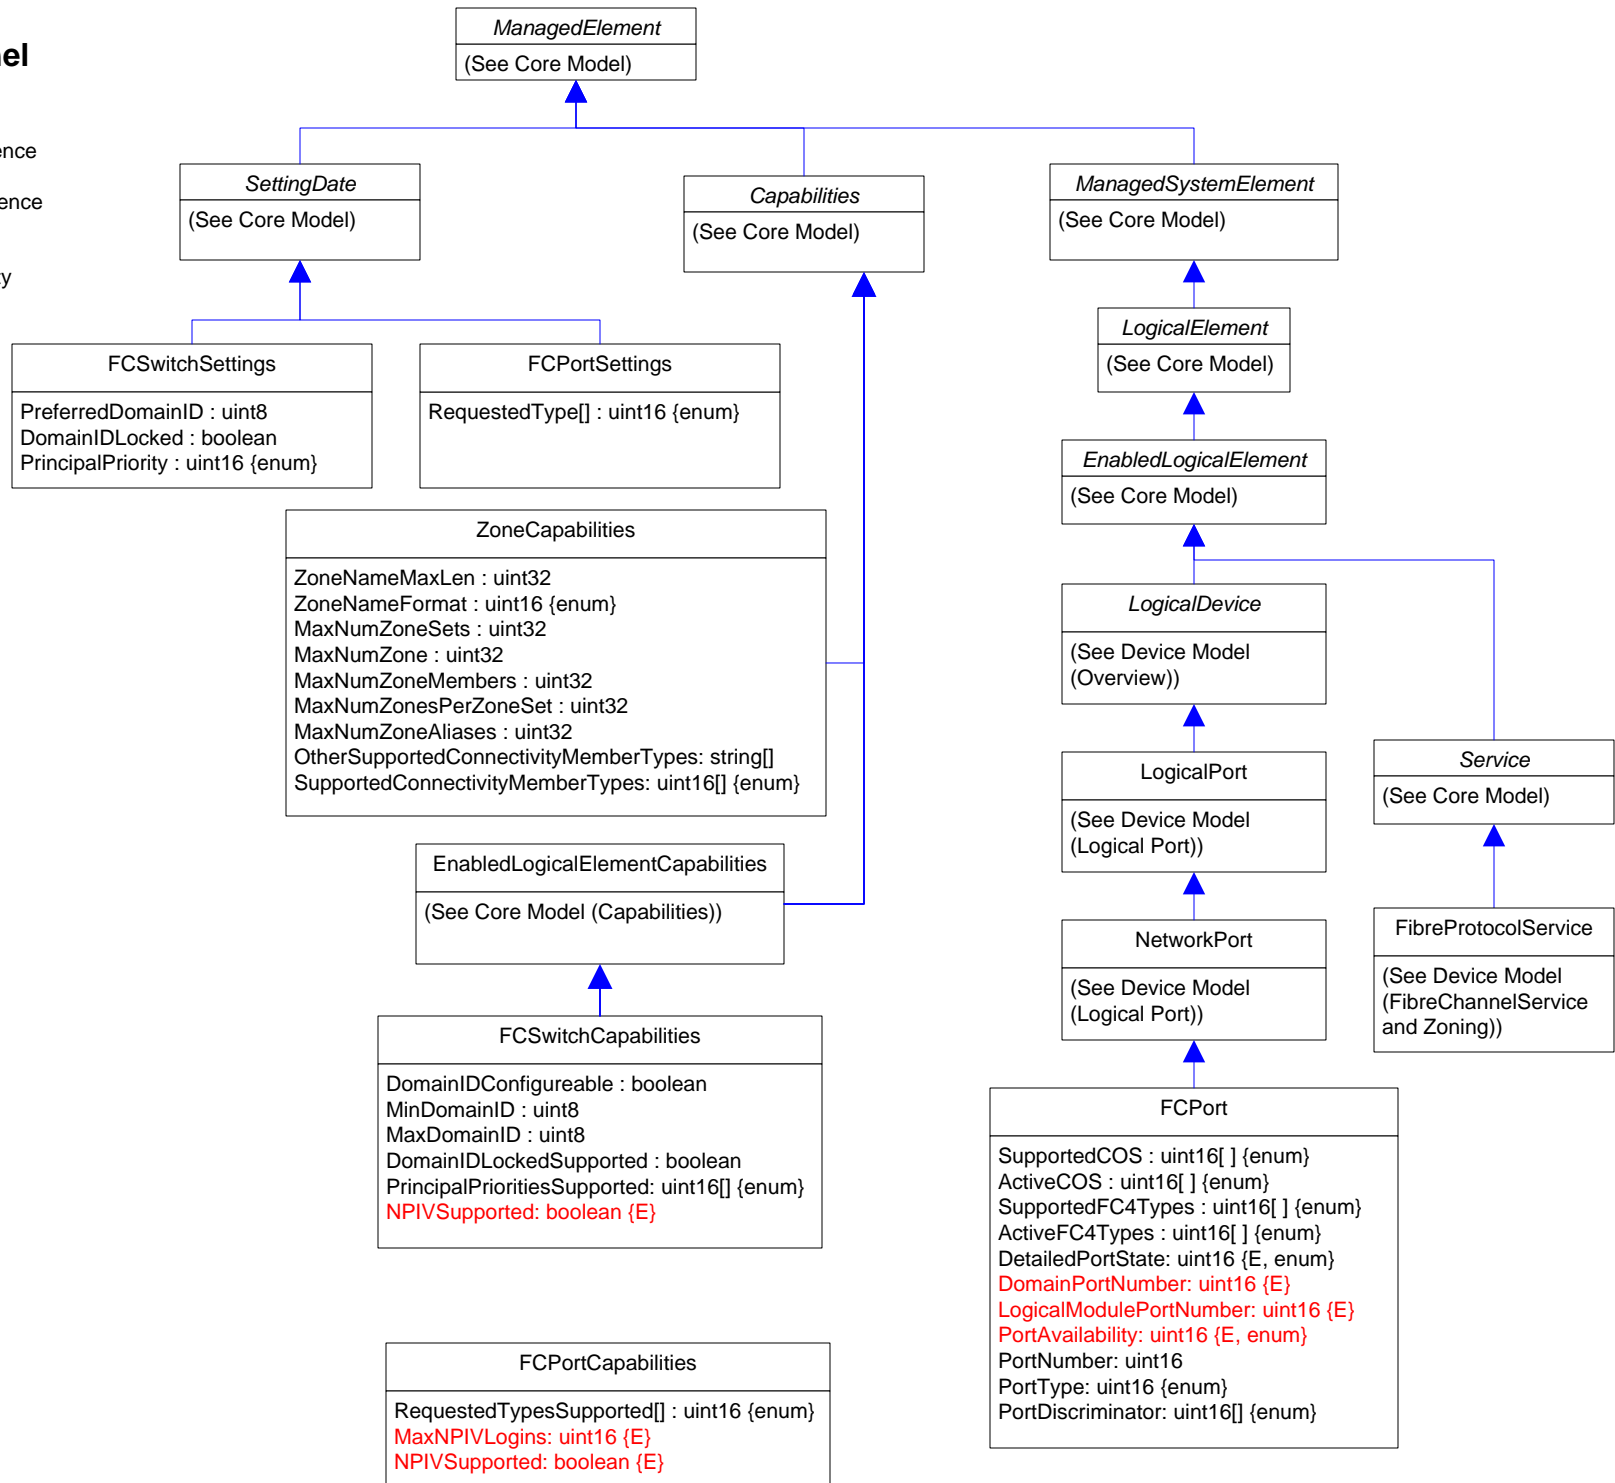 ManagedElement
(See Core Model)
el
ence
ence
ty
SettingDate
(See Core Model)
Capabilities
(See Core Model)
ManagedSystemElement
(See Core Model)
LogicalElement
(See Core Model)
FCSwitchSettings
PreferredDomainID : uint8
DomainIDLocked : boolean
PrincipalPriority : uint16 {enum}
FCPortSettings
RequestedType[] : uint16 {enum}
EnabledLogicalElement
(See Core Model)
ZoneCapabilities
ZoneNameMaxLen : uint32
ZoneNameFormat : uint16 {enum}
MaxNumZoneSets : uint32
MaxNumZone : uint32
MaxNumZoneMembers : uint32
MaxNumZonesPerZoneSet : uint32
MaxNumZoneAliases : uint32
OtherSupportedConnectivityMemberTypes: string[]
SupportedConnectivityMemberTypes: uint16[] {enum}
LogicalDevice
(See Device Model
(Overview))
LogicalPort
(See Device Model
(Logical Port))
Service
(See Core Model)
EnabledLogicalElementCapabilities
(See Core Model (Capabilities))
NetworkPort
(See Device Model
(Logical Port))
FibreProtocolService
(See Device Model
(FibreChannelService
and Zoning))
FCSwitchCapabilities
DomainIDConfigureable : boolean
MinDomainID : uint8
MaxDomainID : uint8
DomainIDLockedSupported : boolean
PrincipalPrioritiesSupported: uint16[] {enum}
NPIVSupported: boolean {E}
FCPort
SupportedCOS : uint16[ ] {enum}
ActiveCOS : uint16[ ] {enum}
SupportedFC4Types : uint16[ ] {enum}
ActiveFC4Types : uint16[ ] {enum}
DetailedPortState: uint16 {E, enum}
DomainPortNumber: uint16 {E}
LogicalModulePortNumber: uint16 {E}
PortAvailability: uint16 {E, enum}
PortNumber: uint16
PortType: uint16 {enum}
PortDiscriminator: uint16[] {enum}
FCPortCapabilities
RequestedTypesSupported[] : uint16 {enum}
MaxNPIVLogins: uint16 {E}
NPIVSupported: boolean {E}